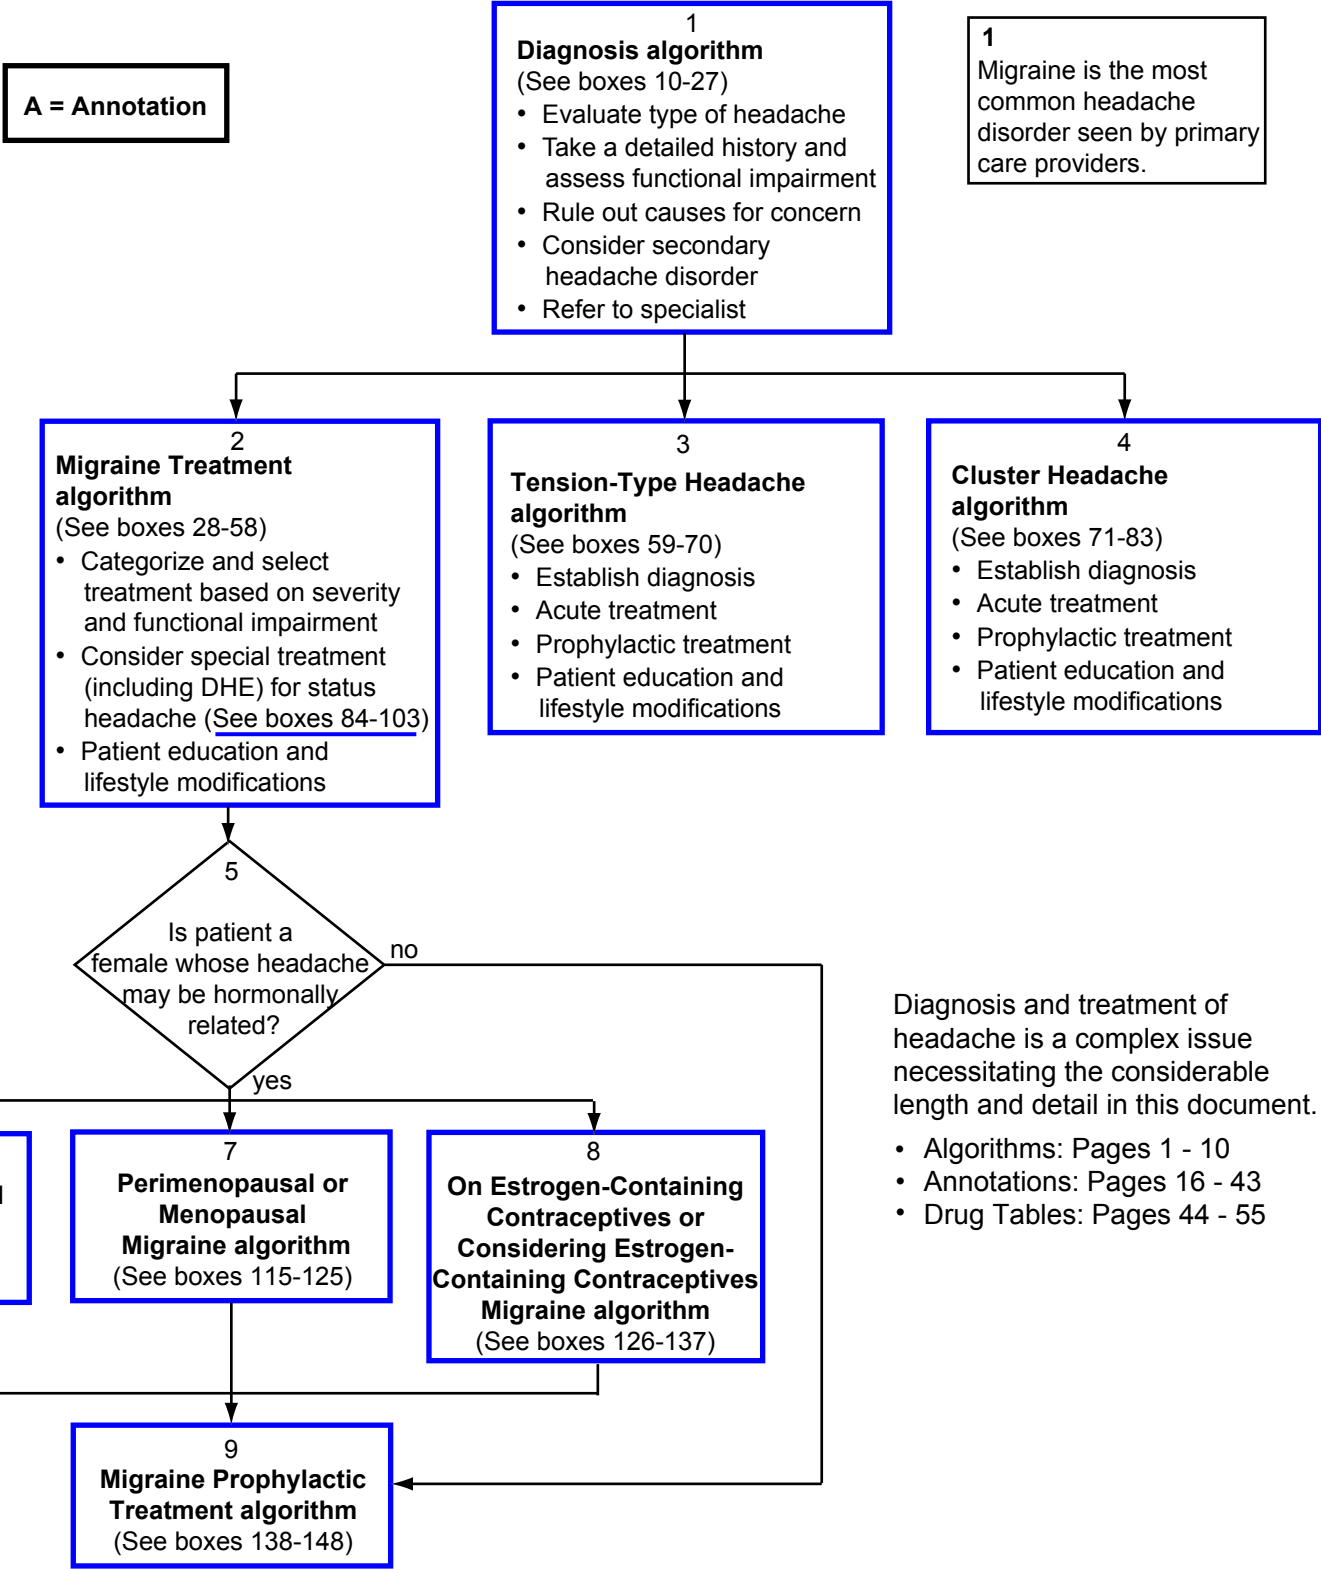 A = Annotation
1
Diagnosis algorithm
(See boxes 10-27)
• Evaluate type of headache
• Take a detailed history and
assess functional impairment
• Rule out causes for concern
• Consider secondary
headache disorder
• Refer to specialist
1
Migraine is the most
common headache
disorder seen by primary
care providers.
2
Migraine Treatment
algorithm
(See boxes 28-58)
• Categorize and select
treatment based on severity
and functional impairment
• Consider special treatment
(including DHE) for status
headache (See boxes 84-103)
• Patient education and
lifestyle modifications
3
Tension-Type Headache
algorithm
(See boxes 59-70)
• Establish diagnosis
• Acute treatment
• Prophylactic treatment
• Patient education and
lifestyle modifications
4
Cluster Headache
algorithm
(See boxes 71-83)
• Establish diagnosis
• Acute treatment
• Prophylactic treatment
• Patient education and
lifestyle modifications
5
Is patient a
female whose headache
may be hormonally
related?
no
yes
7
Perimenopausal or
Menopausal
Migraine algorithm
(See boxes 115-125)
8
On Estrogen-Containing
Contraceptives or
Considering Estrogen-
Containing Contraceptives
Migraine algorithm
(See boxes 126-137)
9
Migraine Prophylactic
Treatment algorithm
(See boxes 138-148)
Diagnosis and treatment of
headache is a complex issue
necessitating the considerable
length and detail in this document.
• Algorithms: Pages 1 - 10
• Annotations: Pages 16 - 43
• Drug Tables: Pages 44 - 55